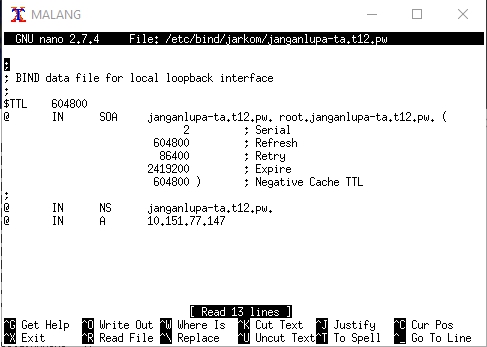 MALANG
GNU nano 2.7.4 File: /etc/bind/jarkom/janganlupa-ta.t12.pw
;
; BIND data file for local loopback interface
;
$TTL 604800
@ IN SOA janganlupa-ta.t12.pw. root.janganlupa-ta.t12.pw. (
2 ; Serial
604800 ; Refresh
86400 ; Retry
2419200 ; Expire
604800 ) ; Negative Cache TTL
;
@ IN NS janganlupa-ta.t12.pw.
@ IN A 10.151.77.147
[ Read 13 lines ]
^G Get Help ^O Write Out ^W Where Is ^K Cut Text ^J Justify ^C Cur Pos
^X Exit ^R Read File ^\ Replace ^U Uncut Text ^T To Spell ^_ Go To Line